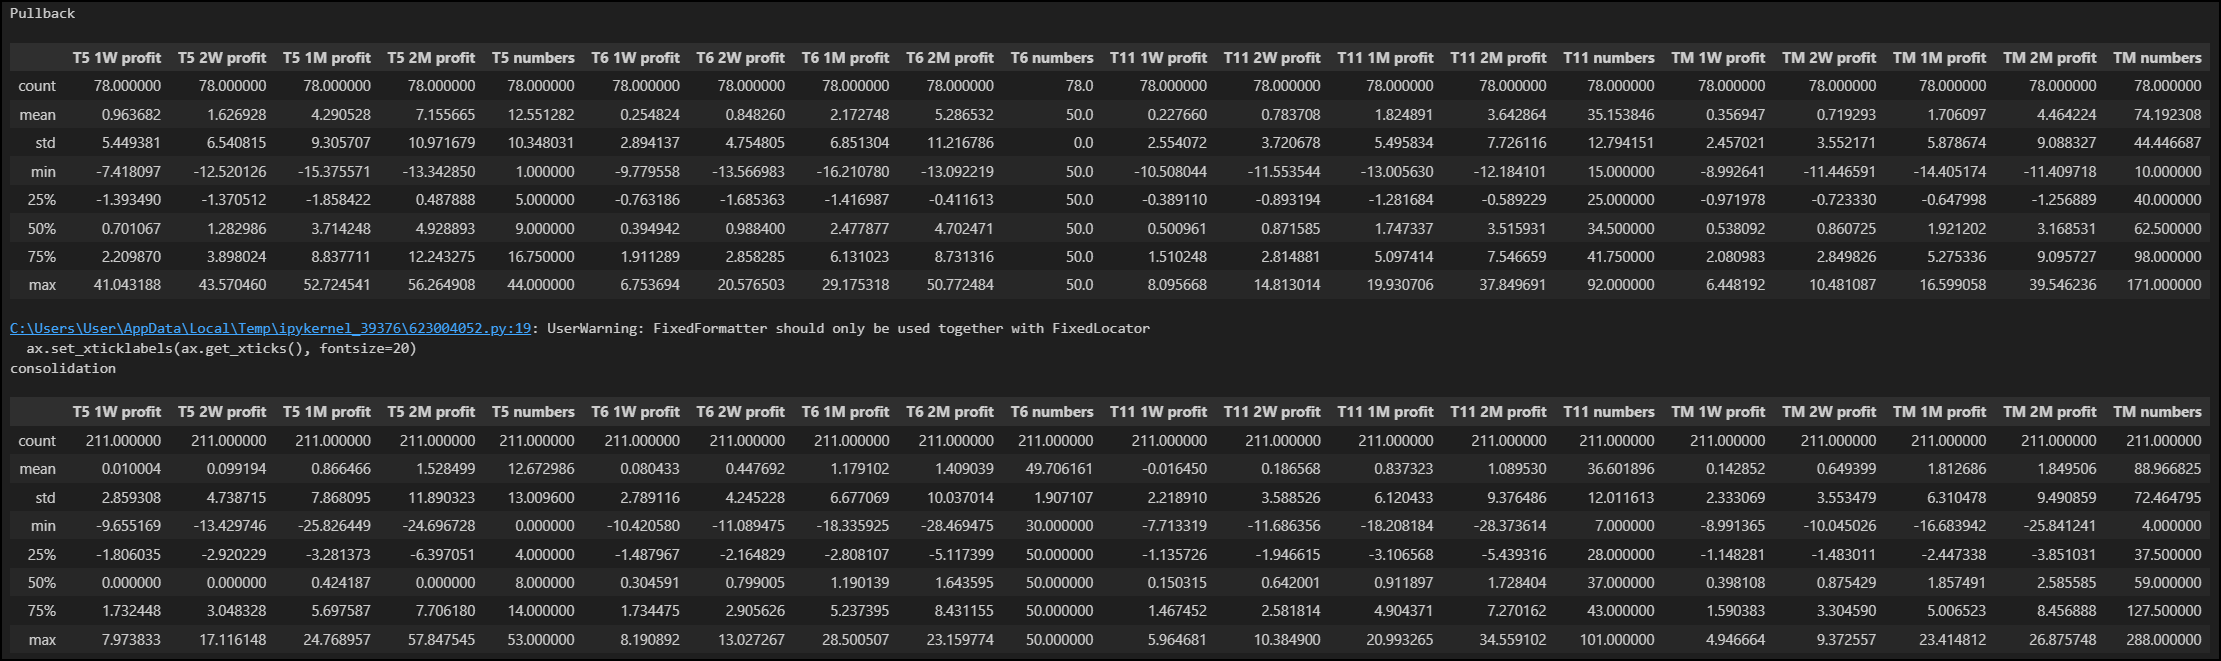 Pullback
T5 1W profit T5 2W profit T5 1M profit T5 2M profit T5 numbers T6 1W profit T6 2W profit T6 1M profit T6 2M profit T6 numbers T11 1W profit T11 2W profit T11 1M profit T11 2M profit T11 numbers TM 1W profit TM 2W profit TM 1M profit TM 2M profit TM numbers
count 78.000000 78.000000 78.000000 78.000000 78.000000 78.000000 78.000000 78.000000 78.000000 78.0 78.000000 78.000000 78.000000 78.000000 78.000000 78.000000 78.000000 78.000000 78.000000 78.000000
mean 0.963682 1.626928 4.290528 7.155665 12.551282 0.254824 0.848260 2.172748 5.286532 50.0 0.227660 0.783708 1.824891 3.642864 35.153846 0.356947 0.719293 1.706097 4.464224 74.192308
std 5.449381 6.540815 9.305707 10.971679 10.348031 2.894137 4.754805 6.851304 11.216786 0.0 2.554072 3.720678 5.495834 7.726116 12.794151 2.457021 3.552171 5.878674 9.088327 44.446687
min -7.418097 -12.520126 -15.375571 -13.342850 1.000000 -9.779558 -13.566983 -16.210780 -13.092219 50.0 -10.508044 -11.553544 -13.005630 -12.184101 15.000000 -8.992641 -11.446591 -14.405174 -11.409718 10.000000
25% -1.393490 -1.370512 -1.858422 0.487888 5.000000 -0.763186 -1.685363 -1.416987 -0.411613 50.0 -0.389110 -0.893194 -1.281684 -0.589229 25.000000 -0.971978 -0.723330 -0.647998 -1.256889 40.000000
50% 0.701067 1.282986 3.714248 4.928893 9.000000 0.394942 0.988400 2.477877 4.702471 50.0 0.500961 0.871585 1.747337 3.515931 34.500000 0.538092 0.860725 1.921202 3.168531 62.500000
75% 2.209870 3.898024 8.837711 12.243275 16.750000 1.911289 2.858285 6.131023 8.731316 50.0 1.510248 2.814881 5.097414 7.546659 41.750000 2.080983 2.849826 5.275336 9.095727 98.000000
max 41.043188 43.570460 52.724541 56.264908 44.000000 6.753694 20.576503 29.175318 50.772484 50.0 8.095668 14.813014 19.930706 37.849691 92.000000 6.448192 10.481087 16.599058 39.546236 171.000000
C:\Users\User\AppData\Local\Temp\ipykernel_39376\623004052.py:19: UserWarning: FixedFormatter should only be used together with FixedLocator
ax.set_xticklabels(ax.get_xticks(), fontsize=20)
consolidation
T5 1W profit T5 2W profit T5 1M profit T5 2M profit T5 numbers T6 1W profit T6 2W profit T6 1M profit T6 2M profit T6 numbers T11 1W profit T11 2W profit T11 1M profit T11 2M profit T11 numbers TM 1W profit TM 2W profit TM 1M profit TM 2M profit TM numbers
count 211.000000 211.000000 211.000000 211.000000 211.000000 211.000000 211.000000 211.000000 211.000000 211.000000 211.000000 211.000000 211.000000 211.000000 211.000000 211.000000 211.000000 211.000000 211.000000 211.000000
mean 0.010004 0.099194 0.866466 1.528499 12.672986 0.080433 0.447692 1.179102 1.409039 49.706161 -0.016450 0.186568 0.837323 1.089530 36.601896 0.142852 0.649399 1.812686 1.849506 88.966825
std 2.859308 4.738715 7.868095 11.890323 13.009600 2.789116 4.245228 6.677069 10.037014 1.907107 2.218910 3.588526 6.120433 9.376486 12.011613 2.333069 3.553479 6.310478 9.490859 72.464795
min -9.655169 -13.429746 -25.826449 -24.696728 0.000000 -10.420580 -11.089475 -18.335925 -28.469475 30.000000 -7.713319 -11.686356 -18.208184 -28.373614 7.000000 -8.991365 -10.045026 -16.683942 -25.841241 4.000000
25% -1.806035 -2.920229 -3.281373 -6.397051 4.000000 -1.487967 -2.164829 -2.808107 -5.117399 50.000000 -1.135726 -1.946615 -3.106568 -5.439316 28.000000 -1.148281 -1.483011 -2.447338 -3.851031 37.500000
50% 0.000000 0.000000 0.424187 0.000000 8.000000 0.304591 0.799005 1.190139 1.643595 50.000000 0.150315 0.642001 0.911897 1.728404 37.000000 0.398108 0.875429 1.857491 2.585585 59.000000
75% 1.732448 3.048328 5.697587 7.706180 14.000000 1.734475 2.905626 5.237395 8.431155 50.000000 1.467452 2.581814 4.904371 7.270162 43.000000 1.590383 3.304590 5.006523 8.456888 127.500000
max 7.973833 17.116148 24.768957 57.847545 53.000000 8.190892 13.027267 28.500507 23.159774 50.000000 5.964681 10.384900 20.993265 34.559102 101.000000 4.946664 9.372557 23.414812 26.875748 288.000000